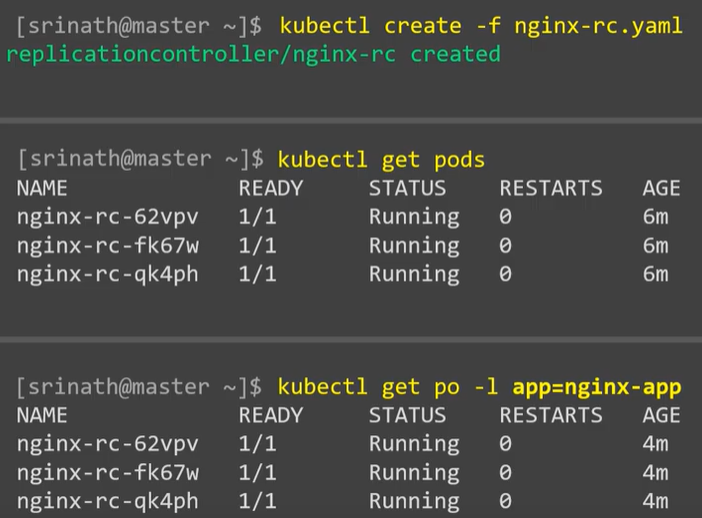 [srinath@master ~]$ kubectl create -f nginx-rc.yaml
replicationcontroller/nginx-rc created
[srinath@master ~]$ kubectl get pods
NAME READY STATUS RESTARTS AGE
nginx-rc-62vpv 1/1 Running 0 6m
nginx-rc-fk67w 1/1 Running 0 6m
nginx-rc-qk4ph 1/1 Running 0 6m
[srinath@master ~]$ kubectl get po -l app=nginx-app
NAME READY STATUS RESTARTS AGE
nginx-rc-62vpv 1/1 Running 0 4m
nginx-rc-fk67w 1/1 Running 0 4m
nginx-rc-qk4ph 1/1 Running 0 4m